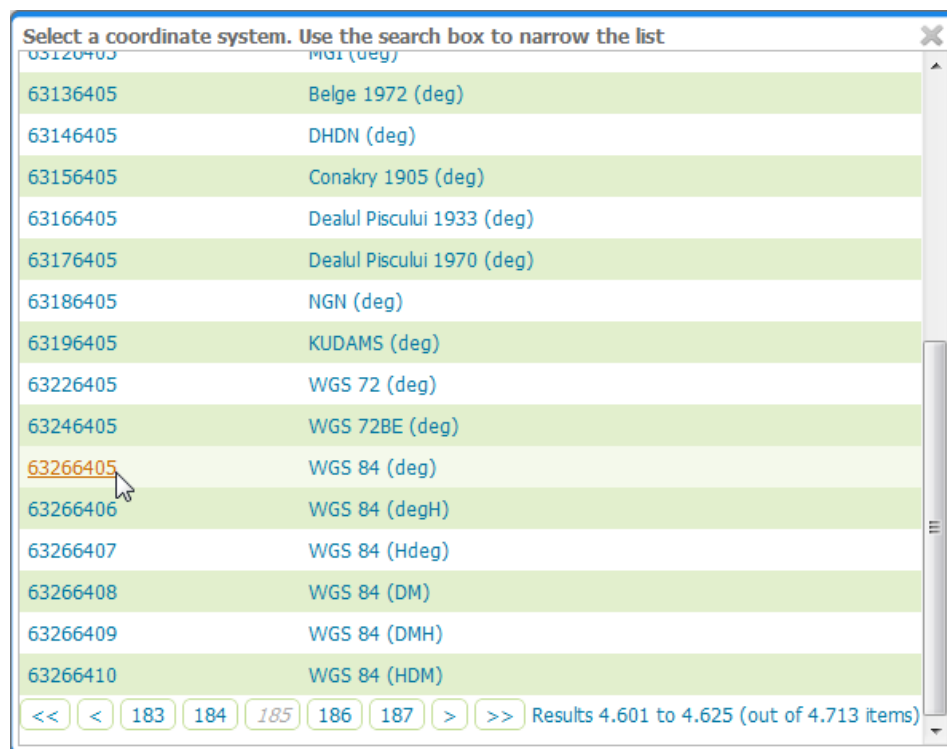 Select a coordinate system. Use the search box to narrow the list
63126405 MGI (deg)
63136405 Belge 1972 (deg)
63146405 DHDN (deg)
63156405 Conakry 1905 (deg)
63166405 Dealul Piscului 1933 (deg)
63176405 Dealul Piscului 1970 (deg)
63186405 NGN (deg)
63196405 KUDAMS (deg)
63226405 WGS 72 (deg)
63246405 WGS 72BE (deg)
63266405 WGS 84 (deg)
63266406 WGS 84 (degH)
63266407 WGS 84 (Hdeg)
63266408 WGS 84 (DM)
63266409 WGS 84 (DMH)
63266410 WGS 84 (HDM)
<< < 183 184 185 186 187 > >> Results 4.601 to 4.625 (out of 4.713 items)